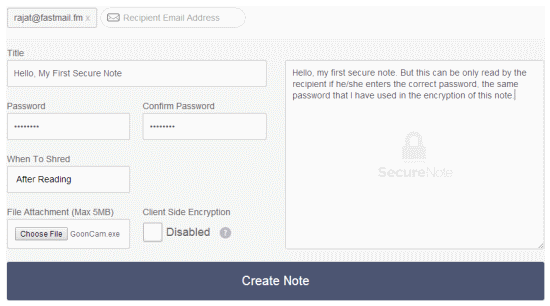 rajat@fastmail.fm x Recipient Email Address
Title
Hello, My First Secure Note
Password Confirm Password
•••••••• ••••••••
When To Shred
After Reading
File Attachment (Max 5MB) Client Side Encryption
Choose File GoonCam.exe Disabled ?
Hello, my first secure note. But this can be only read by the
recipient if he/she enters the correct password, the same
password that I have used in the encryption of this note.
SecureNote
Create Note